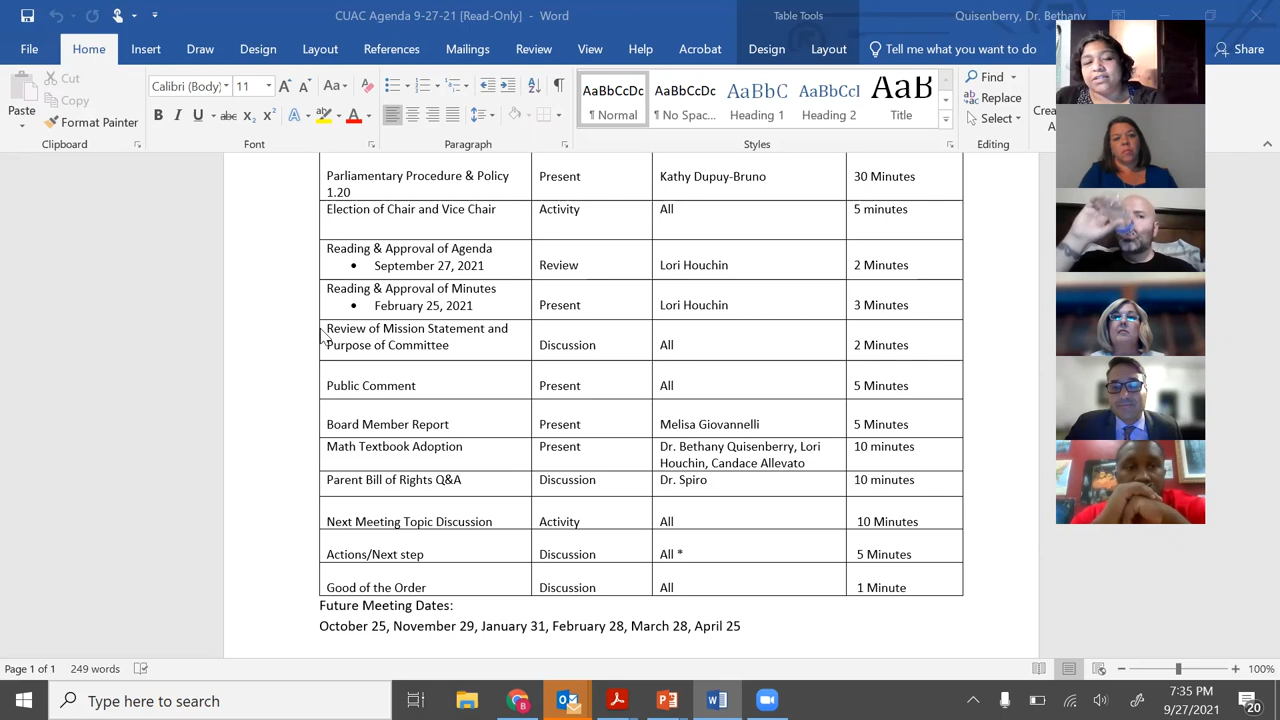 CUAC Agenda 9-27-21 [Read-Only] - Word
Table Tools
Quisenberry, Dr. Bethany
File Home Insert Draw Design Layout References Mailings Review View Help Acrobat Design Layout Tell me what you want to do Share
Paste
Cut
Copy
Format Painter
Clipboard
Calibri (Body) 11
Font
Paragraph
AaBbCcDc AaBbCcDc AaBbC AaBbCcI AaB
¶ Normal ¶ No Spac... Heading 1 Heading 2 Title
Styles
Find
Replace
Select
Editing
Parliamentary Procedure & Policy 
1.20
Present Kathy Dupuy-Bruno 30 Minutes
Election of Chair and Vice Chair Activity All 5 minutes
Reading & Approval of Agenda
• September 27, 2021 Review Lori Houchin 2 Minutes
Reading & Approval of Minutes
• February 25, 2021 Present Lori Houchin 3 Minutes
Review of Mission Statement and
Purpose of Committee Discussion All 2 Minutes
Public Comment Present All 5 Minutes
Board Member Report Present Melisa Giovannelli 5 Minutes
Math Textbook Adoption Present Dr. Bethany Quisenberry, Lori 10 minutes
Houchin, Candace Allevato
Parent Bill of Rights Q&A Discussion Dr. Spiro 10 minutes
Next Meeting Topic Discussion Activity All 10 Minutes
Actions/Next step Discussion All * 5 Minutes
Good of the Order Discussion All 1 Minute
Future Meeting Dates:
October 25, November 29, January 31, February 28, March 28, April 25
Page 1 of 1 249 words 100%
Type here to search
7:35 PM
9/27/2021
20